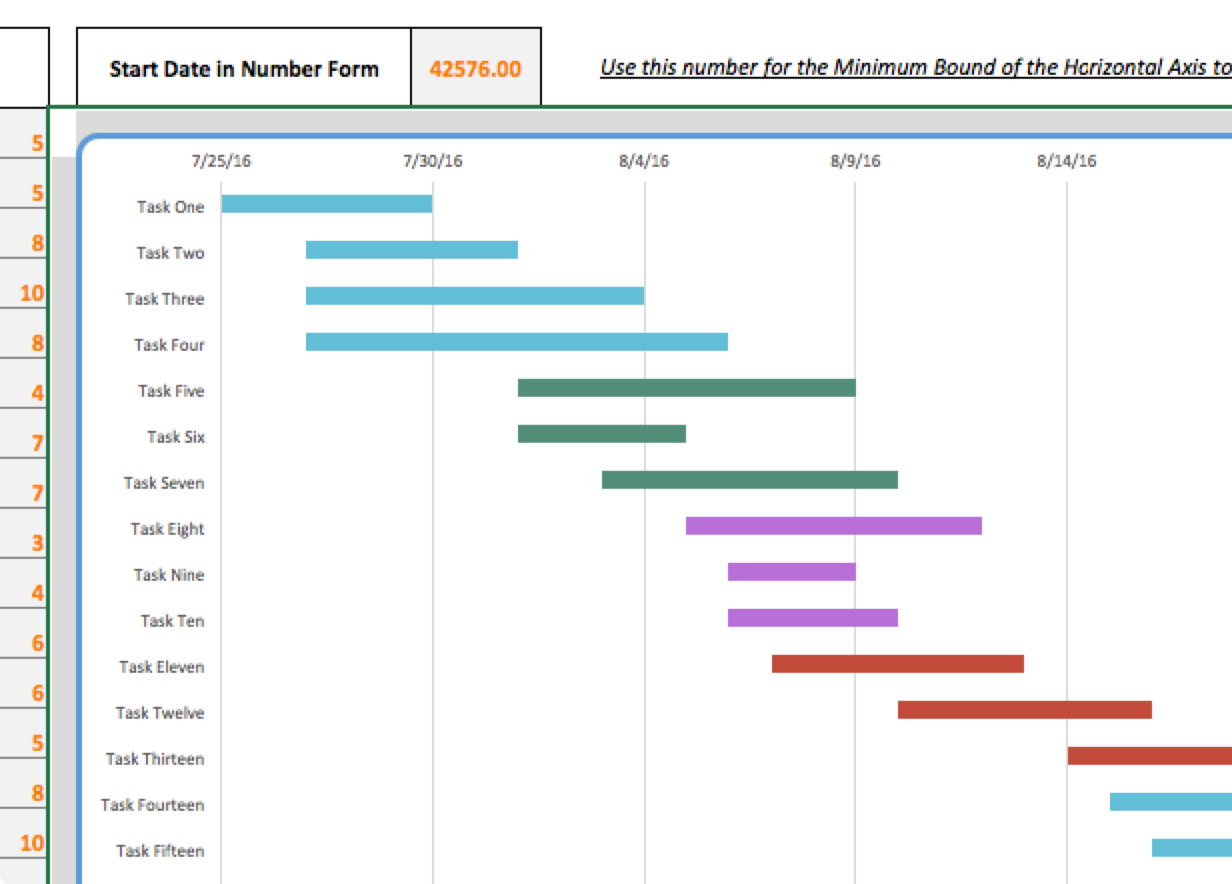 Start Date in Number Form 42576.00 Use this number for the Minimum Bound of the Horizontal Axis to
5
5
8
10
8
4
7
7
3
4
6
6
5
8
10
7/25/16 7/30/16 8/4/16 8/9/16 8/14/16
Task One
Task Two
Task Three
Task Four
Task Five
Task Six
Task Seven
Task Eight
Task Nine
Task Ten
Task Eleven
Task Twelve
Task Thirteen
Task Fourteen
Task Fifteen